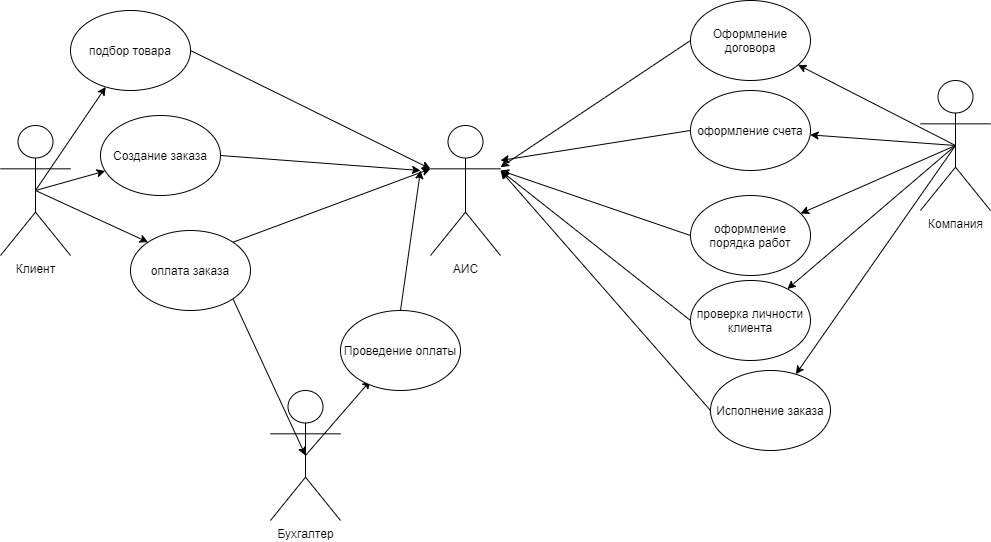 подбор товара
Создание заказа
оплата заказа
Клиент
Проведение оплаты
Бухгалтер
АИС
Оформление
договора
оформление счета
оформление
порядка работ
проверка личности
клиента
Исполнение заказа
Компания